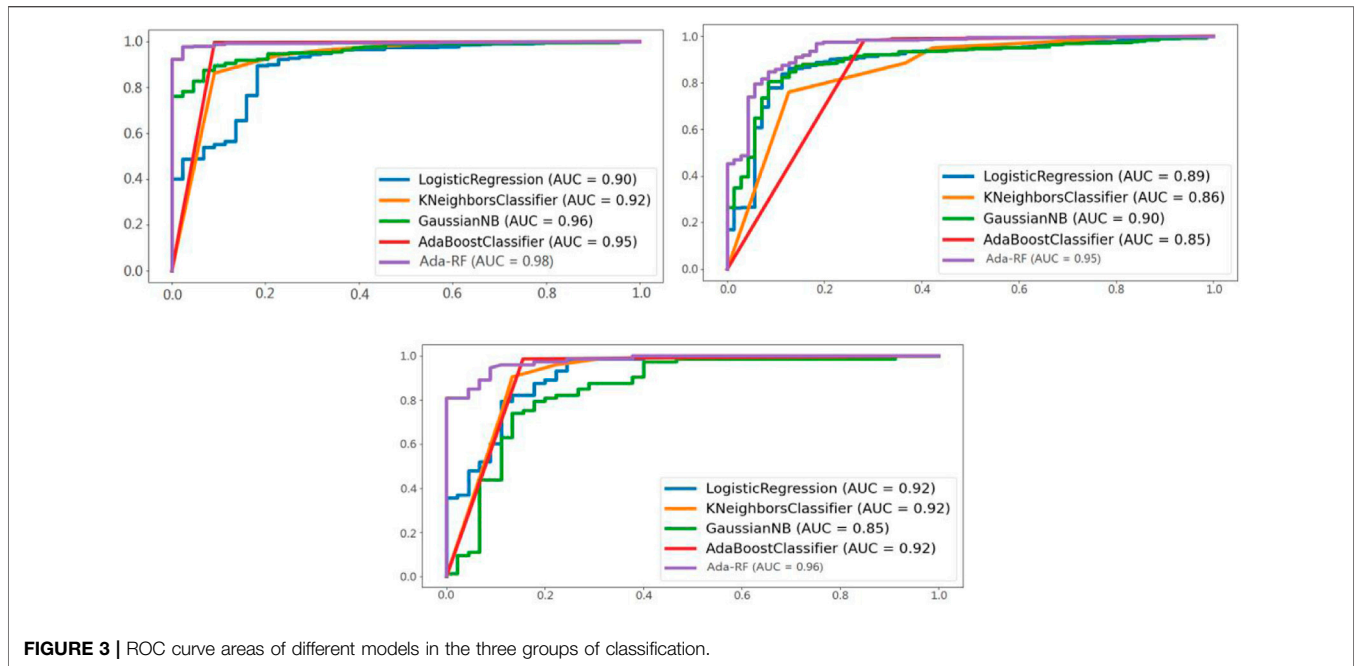 1.0
0.8
0.6
0.4
0.2
0.0
LogisticRegression (AUC = 0.90)
KNeighborsClassifier (AUC = 0.92)
GaussianNB (AUC = 0.96)
AdaBoostClassifier (AUC = 0.95)
Ada-RF (AUC = 0.98)
0.0 0.2 0.4 0.6 0.8 1.0
1.0
0.8
0.6
0.4
0.2
0.0
LogisticRegression (AUC = 0.89)
KNeighborsClassifier (AUC = 0.86)
GaussianNB (AUC = 0.90)
AdaBoostClassifier (AUC = 0.85)
Ada-RF (AUC = 0.95)
0.0 0.2 0.4 0.6 0.8 1.0
1.0
0.8
0.6
0.4
0.2
0.0
LogisticRegression (AUC = 0.92)
KNeighborsClassifier (AUC = 0.92)
GaussianNB (AUC = 0.85)
AdaBoostClassifier (AUC = 0.92)
Ada-RF (AUC = 0.96)
0.0 0.2 0.4 0.6 0.8 1.0
FIGURE 3 | ROC curve areas of different models in the three groups of classification.